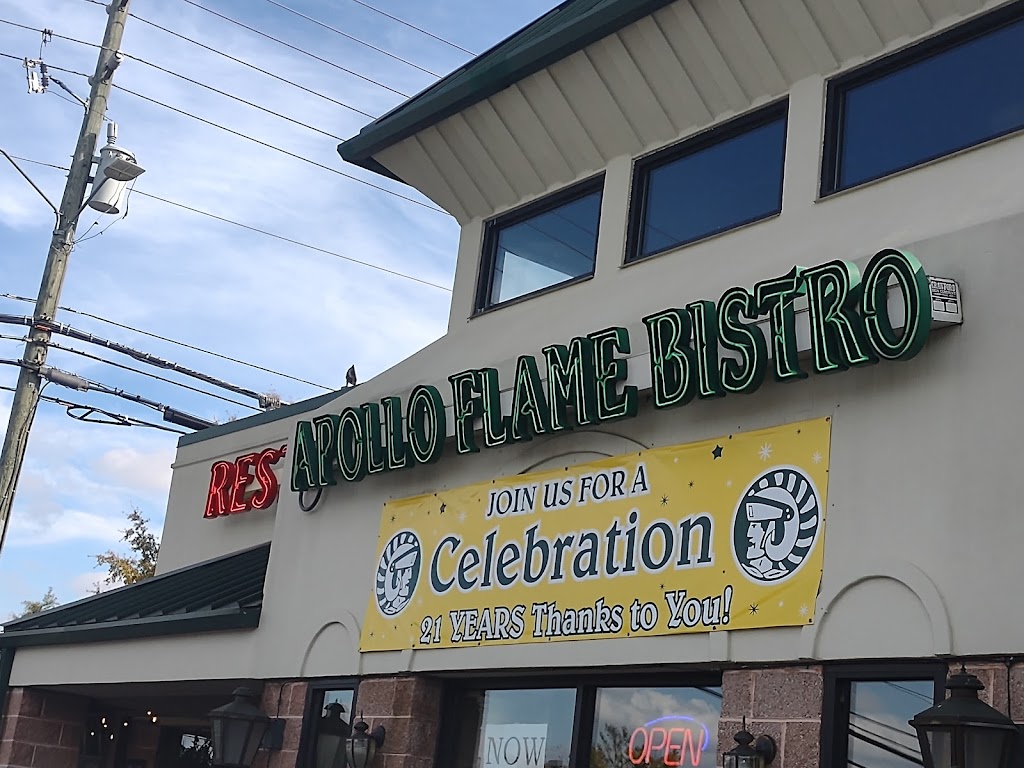 RES
APOLLO FLAME BISTRO
JOIN US FOR A
Celebration
21 YEARS Thanks to You!
NOW
OPEN